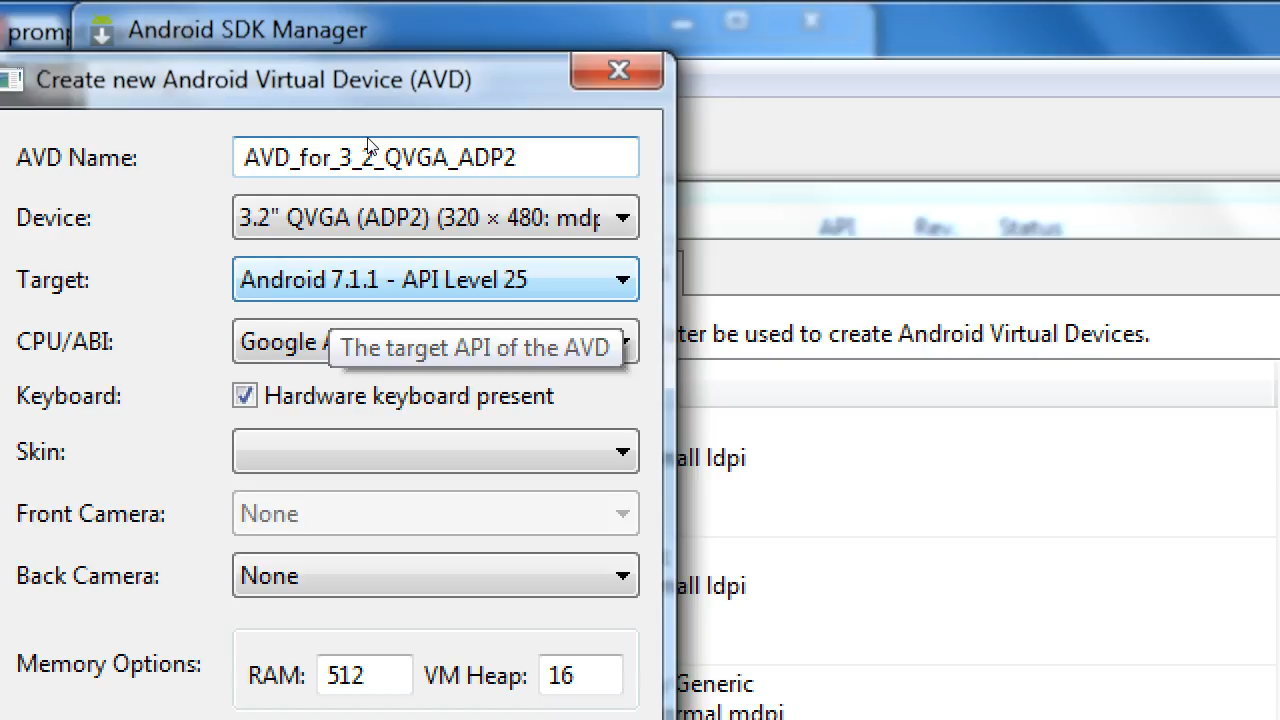 promp
Android SDK Manager
Create new Android Virtual Device (AVD)
AVD Name: AVD_for_3_2_QVGA_ADP2
Device: 3.2" QVGA (ADP2) (320 × 480: mdp
API Rev. Status
Target: Android 7.1.1 - API Level 25
ter be used to create Android Virtual Devices.
CPU/ABI: Google A
The target API of the AVD
Keyboard: Hardware keyboard present
Skin:
all ldpi
Front Camera: None
Back Camera: None
all ldpi
Memory Options: RAM: 512 VM Heap: 16
Generic
rmal mdpi